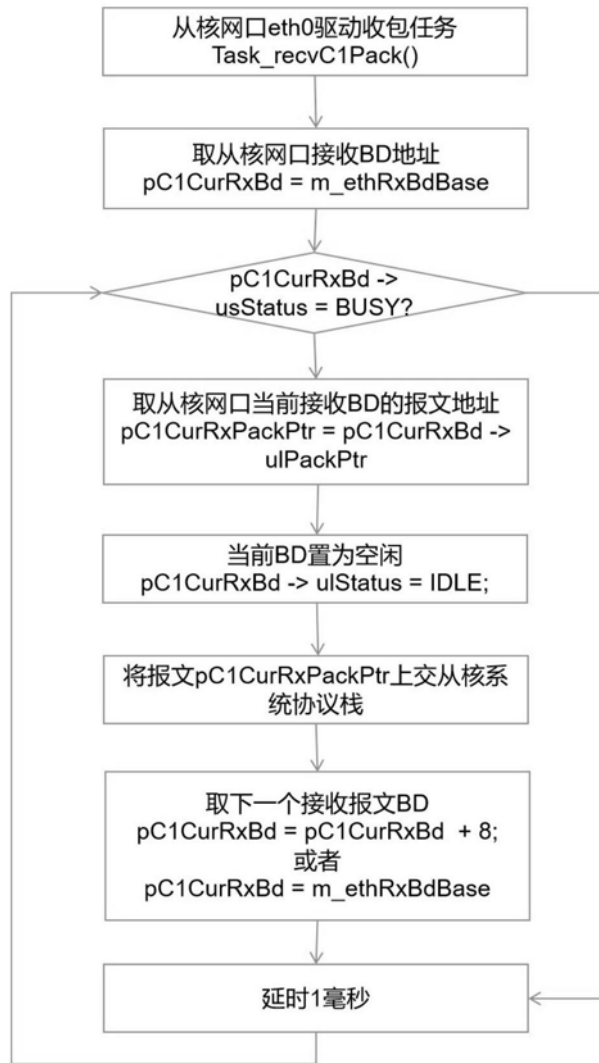 从核网口eth0驱动收包任务
Task_recvC1Pack()
取从核网口接收BD地址
pC1CurRxBd = m_ethRxBdBase
pC1CurRxBd ->
usStatus = BUSY?
取从核网口当前接收BD的报文地址
pC1CurRxPackPtr = pC1CurRxBd ->
ulPackPtr
当前BD置为空闲
pC1CurRxBd -> ulStatus = IDLE;
将报文pC1CurRxPackPtr上交从核系
统协议栈
取下一个接收报文BD
pC1CurRxBd = pC1CurRxBd + 8;
或者
pC1CurRxBd = m_ethRxBdBase
延时1毫秒